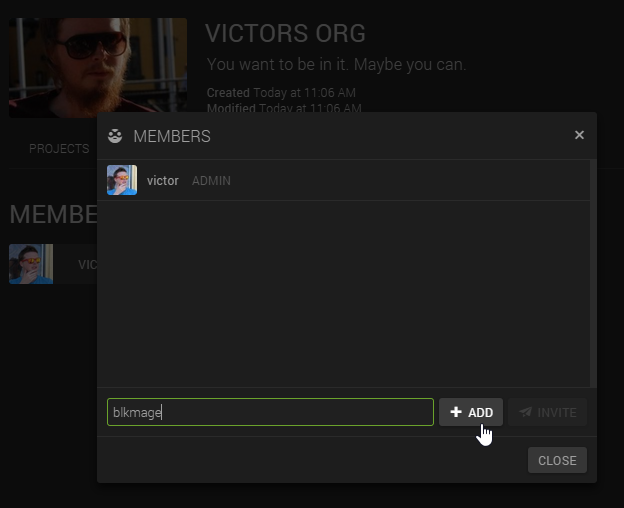 VICTORS ORG
You want to be in it. Maybe you can.
Created Today at 11:06 AM
Modified Today at 11:06 AM
PROJECTS
MEMBERS
victor ADMIN
MEMBE
VIC
blkmage
ADD
INVITE
CLOSE